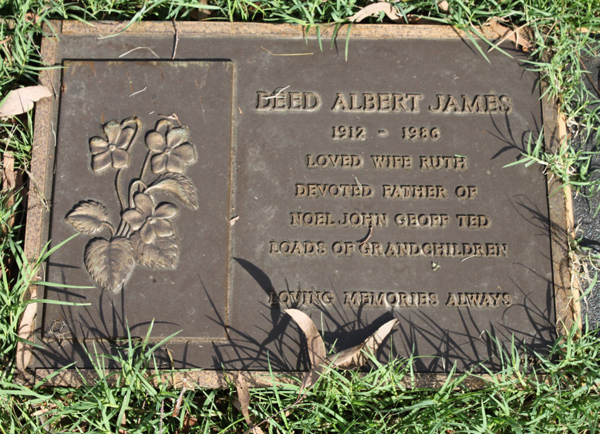 DEED ALBERT JAMES
1912 - 1986
LOVED WIFE RUTH
DEVOTED FATHER OF
NOEL JOHN GEOFF TED
LOADS OF GRANDCHILDREN
LOVING MEMORIES ALWAYS